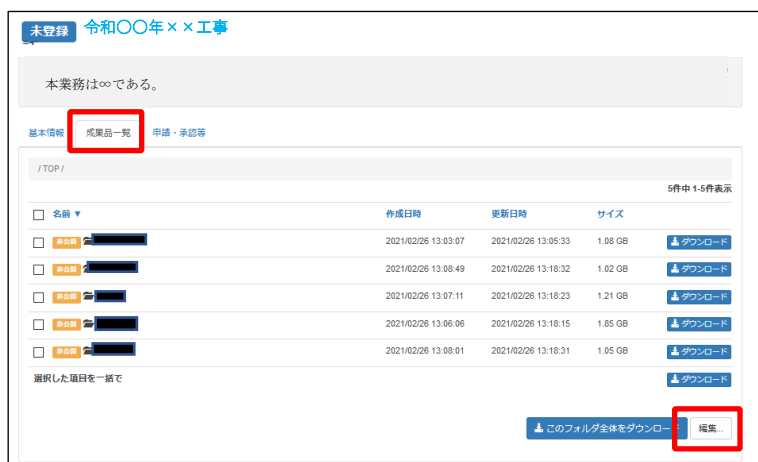 未登録 令和〇〇年××工事
本業務は∞である。
基本情報 成果品一覧 申請・承認等
/ TOP /
5件中 1-5件表示
名前 ▼ 作成日時 更新日時 サイズ
非公開 2021/02/26 13:03:07 2021/02/26 13:05:33 1.08 GB ダウンロード
非公開 2021/02/26 13:08:49 2021/02/26 13:18:32 1.02 GB ダウンロード
非公開 2021/02/26 13:07:11 2021/02/26 13:18:23 1.21 GB ダウンロード
非公開 2021/02/26 13:06:06 2021/02/26 13:18:15 1.85 GB ダウンロード
非公開 2021/02/26 13:08:01 2021/02/26 13:18:31 1.05 GB ダウンロード
選択した項目を一括で ダウンロード
このフォルダ全体をダウンロード 編集...